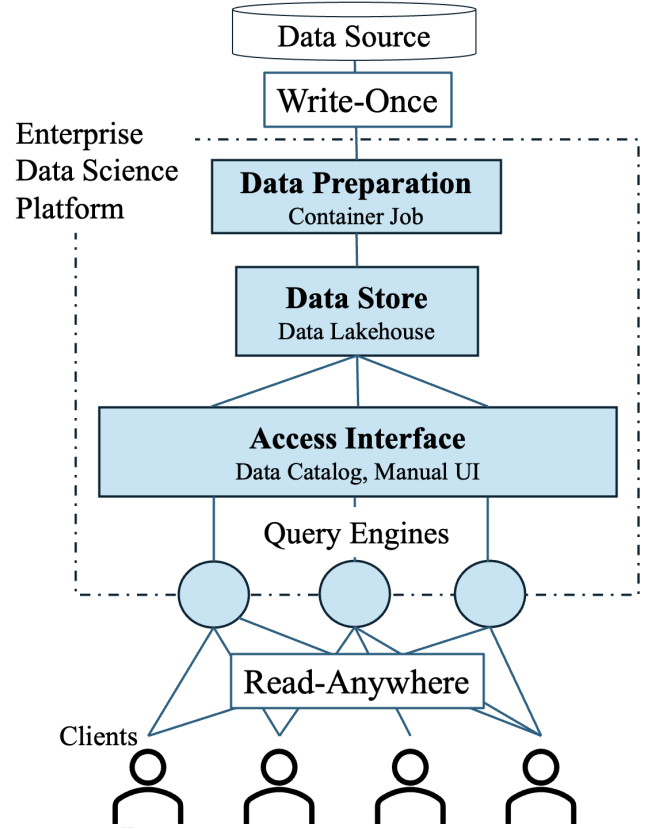 Data Source
Write-Once
Enterprise
Data Science
Platform
Data Preparation
Container Job
Data Store
Data Lakehouse
Access Interface
Data Catalog, Manual UI
Query Engines
Read-Anywhere
Clients